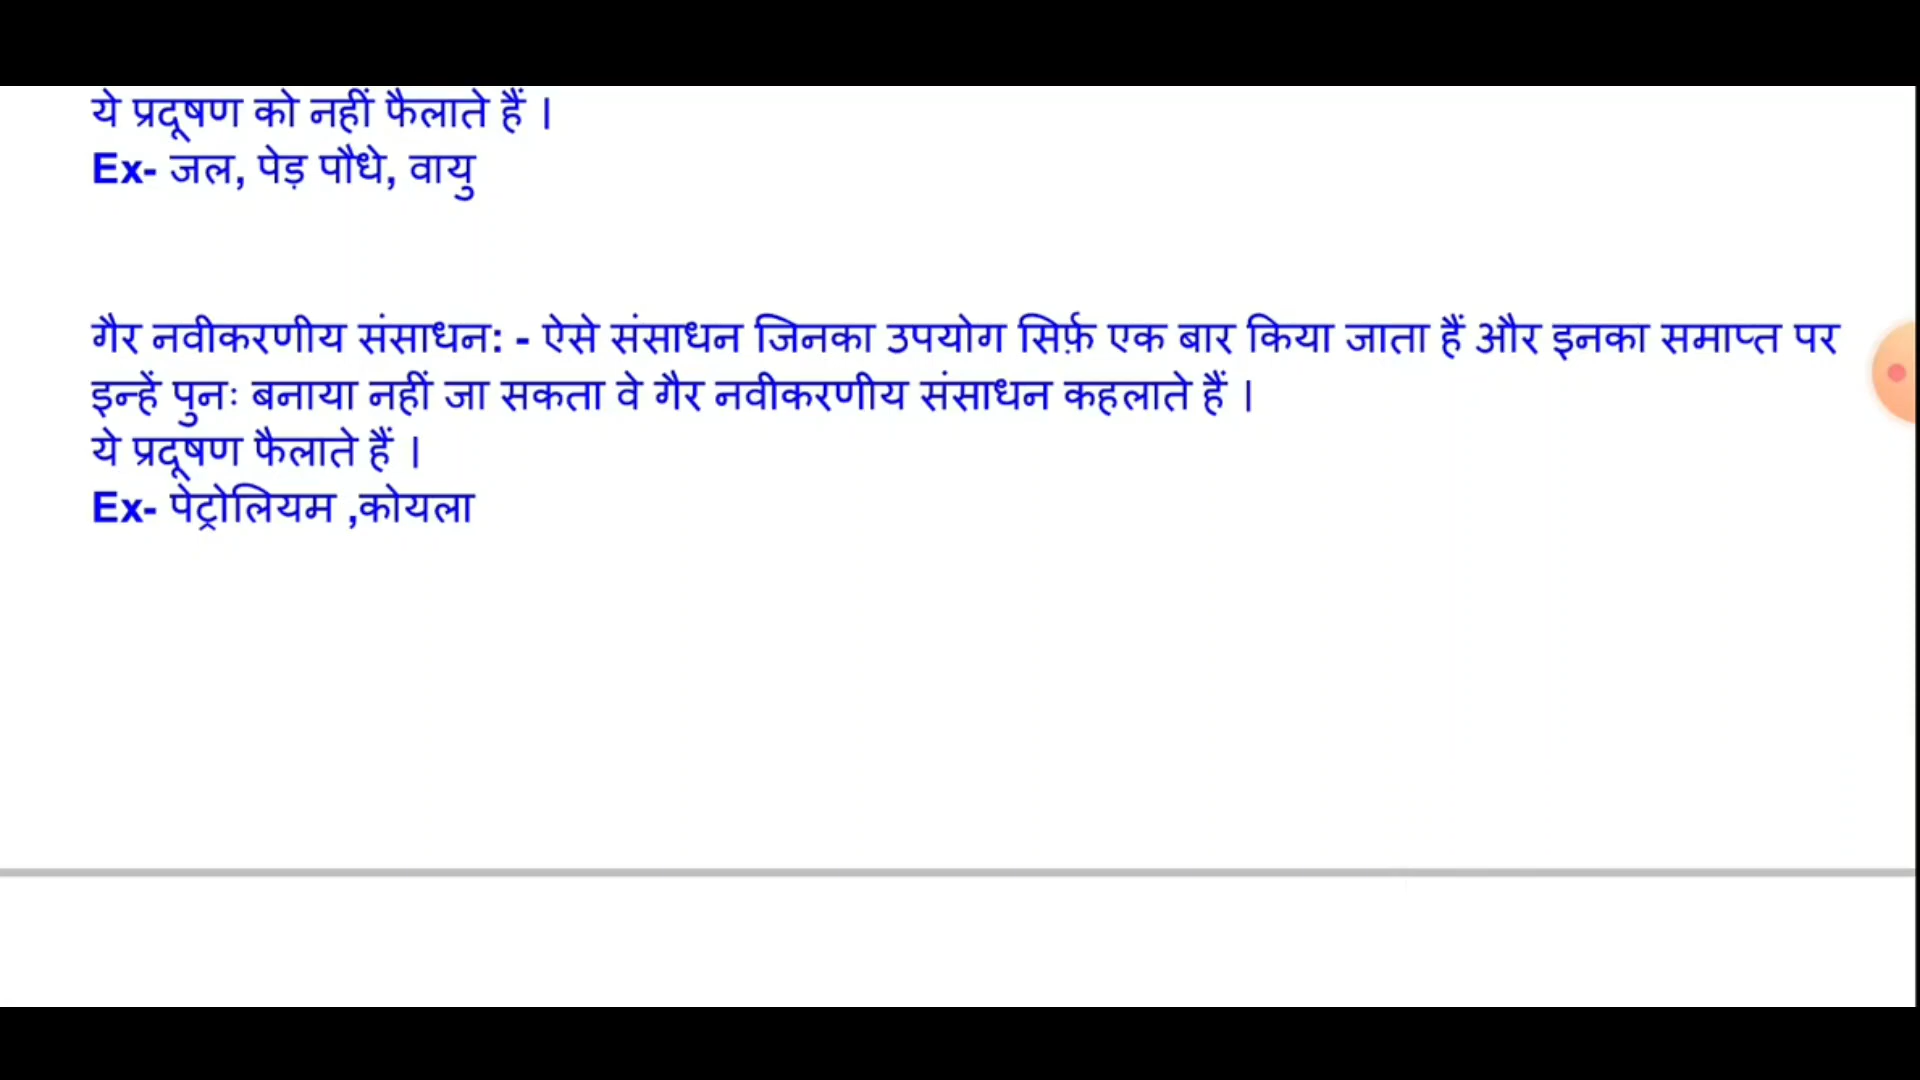 ये प्रदूषण को नहीं फैलाते हैं ।
Ex- जल, पेड़ पौधे, वायु
गैर नवीकरणीय संसाधन: - ऐसे संसाधन जिनका उपयोग सिर्फ़ एक बार किया जाता हैं और इनका समाप्त पर
इन्हें पुनः बनाया नहीं जा सकता वे गैर नवीकरणीय संसाधन कहलाते हैं ।
ये प्रदूषण फैलाते हैं ।
Ex- पेट्रोलियम ,कोयला